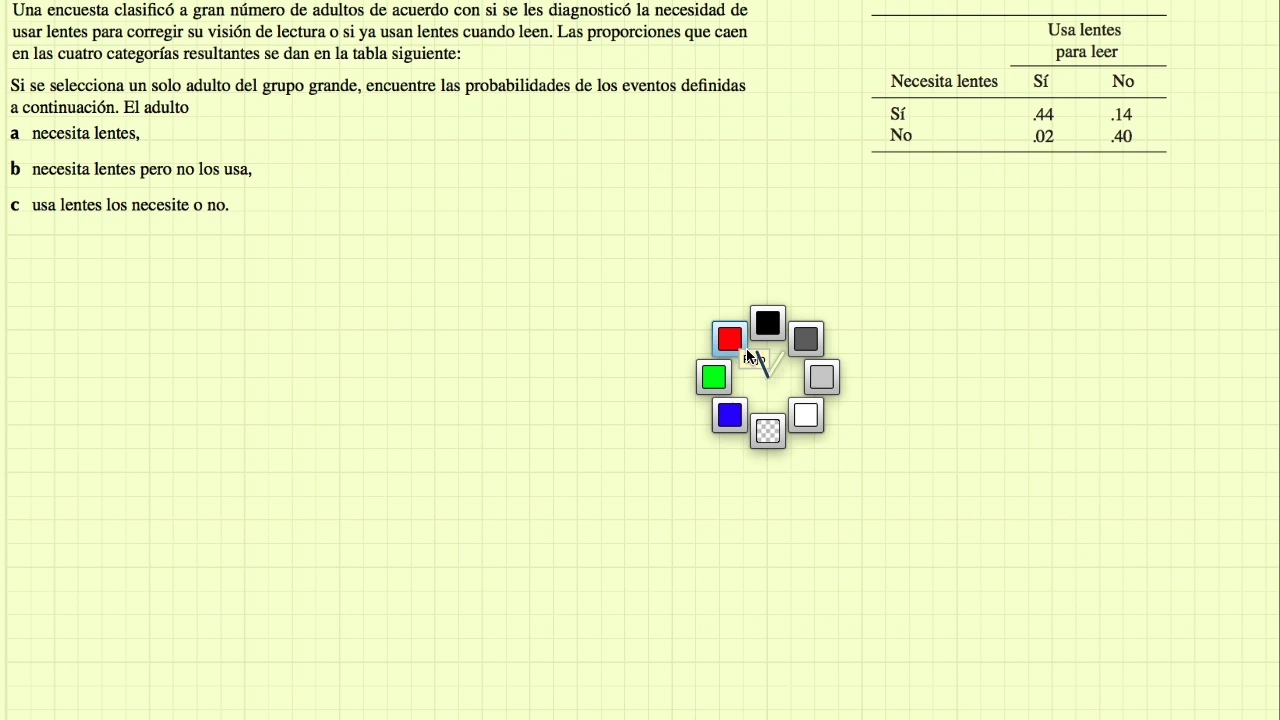 Una encuesta clasificó a gran número de adultos de acuerdo con si se les diagnosticó la necesidad de
usar lentes para corregir su visión de lectura o si ya usan lentes cuando leen. Las proporciones que caen
en las cuatro categorías resultantes se dan en la tabla siguiente:
Si se selecciona un solo adulto del grupo grande, encuentre las probabilidades de los eventos definidas
a continuación. El adulto
a necesita lentes,
b necesita lentes pero no los usa,
c usa lentes los necesite o no.
Usa lentes
para leer
Necesita lentes Sí No
Sí .44 .14
No .02 .40